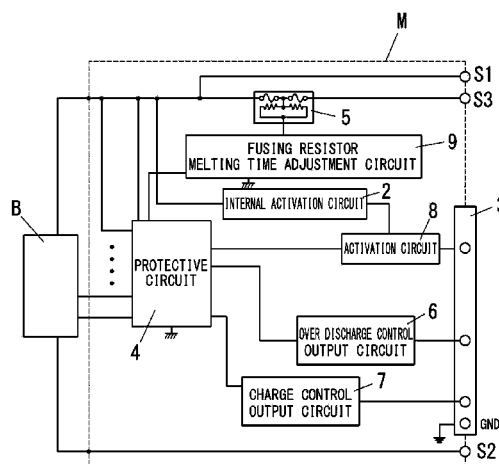 M
S1
S3
5
FUSING RESISTOR
MELTING TIME ADJUSTMENT CIRCUIT
9
INTERNAL ACTIVATION CIRCUIT
2
B
8
3
ACTIVATION CIRCUIT
PROTECTIVE
CIRCUIT
4
6
OVER DISCHARGE CONTROL
OUTPUT CIRCUIT
7
CHARGE CONTROL
OUTPUT CIRCUIT
GND
S2